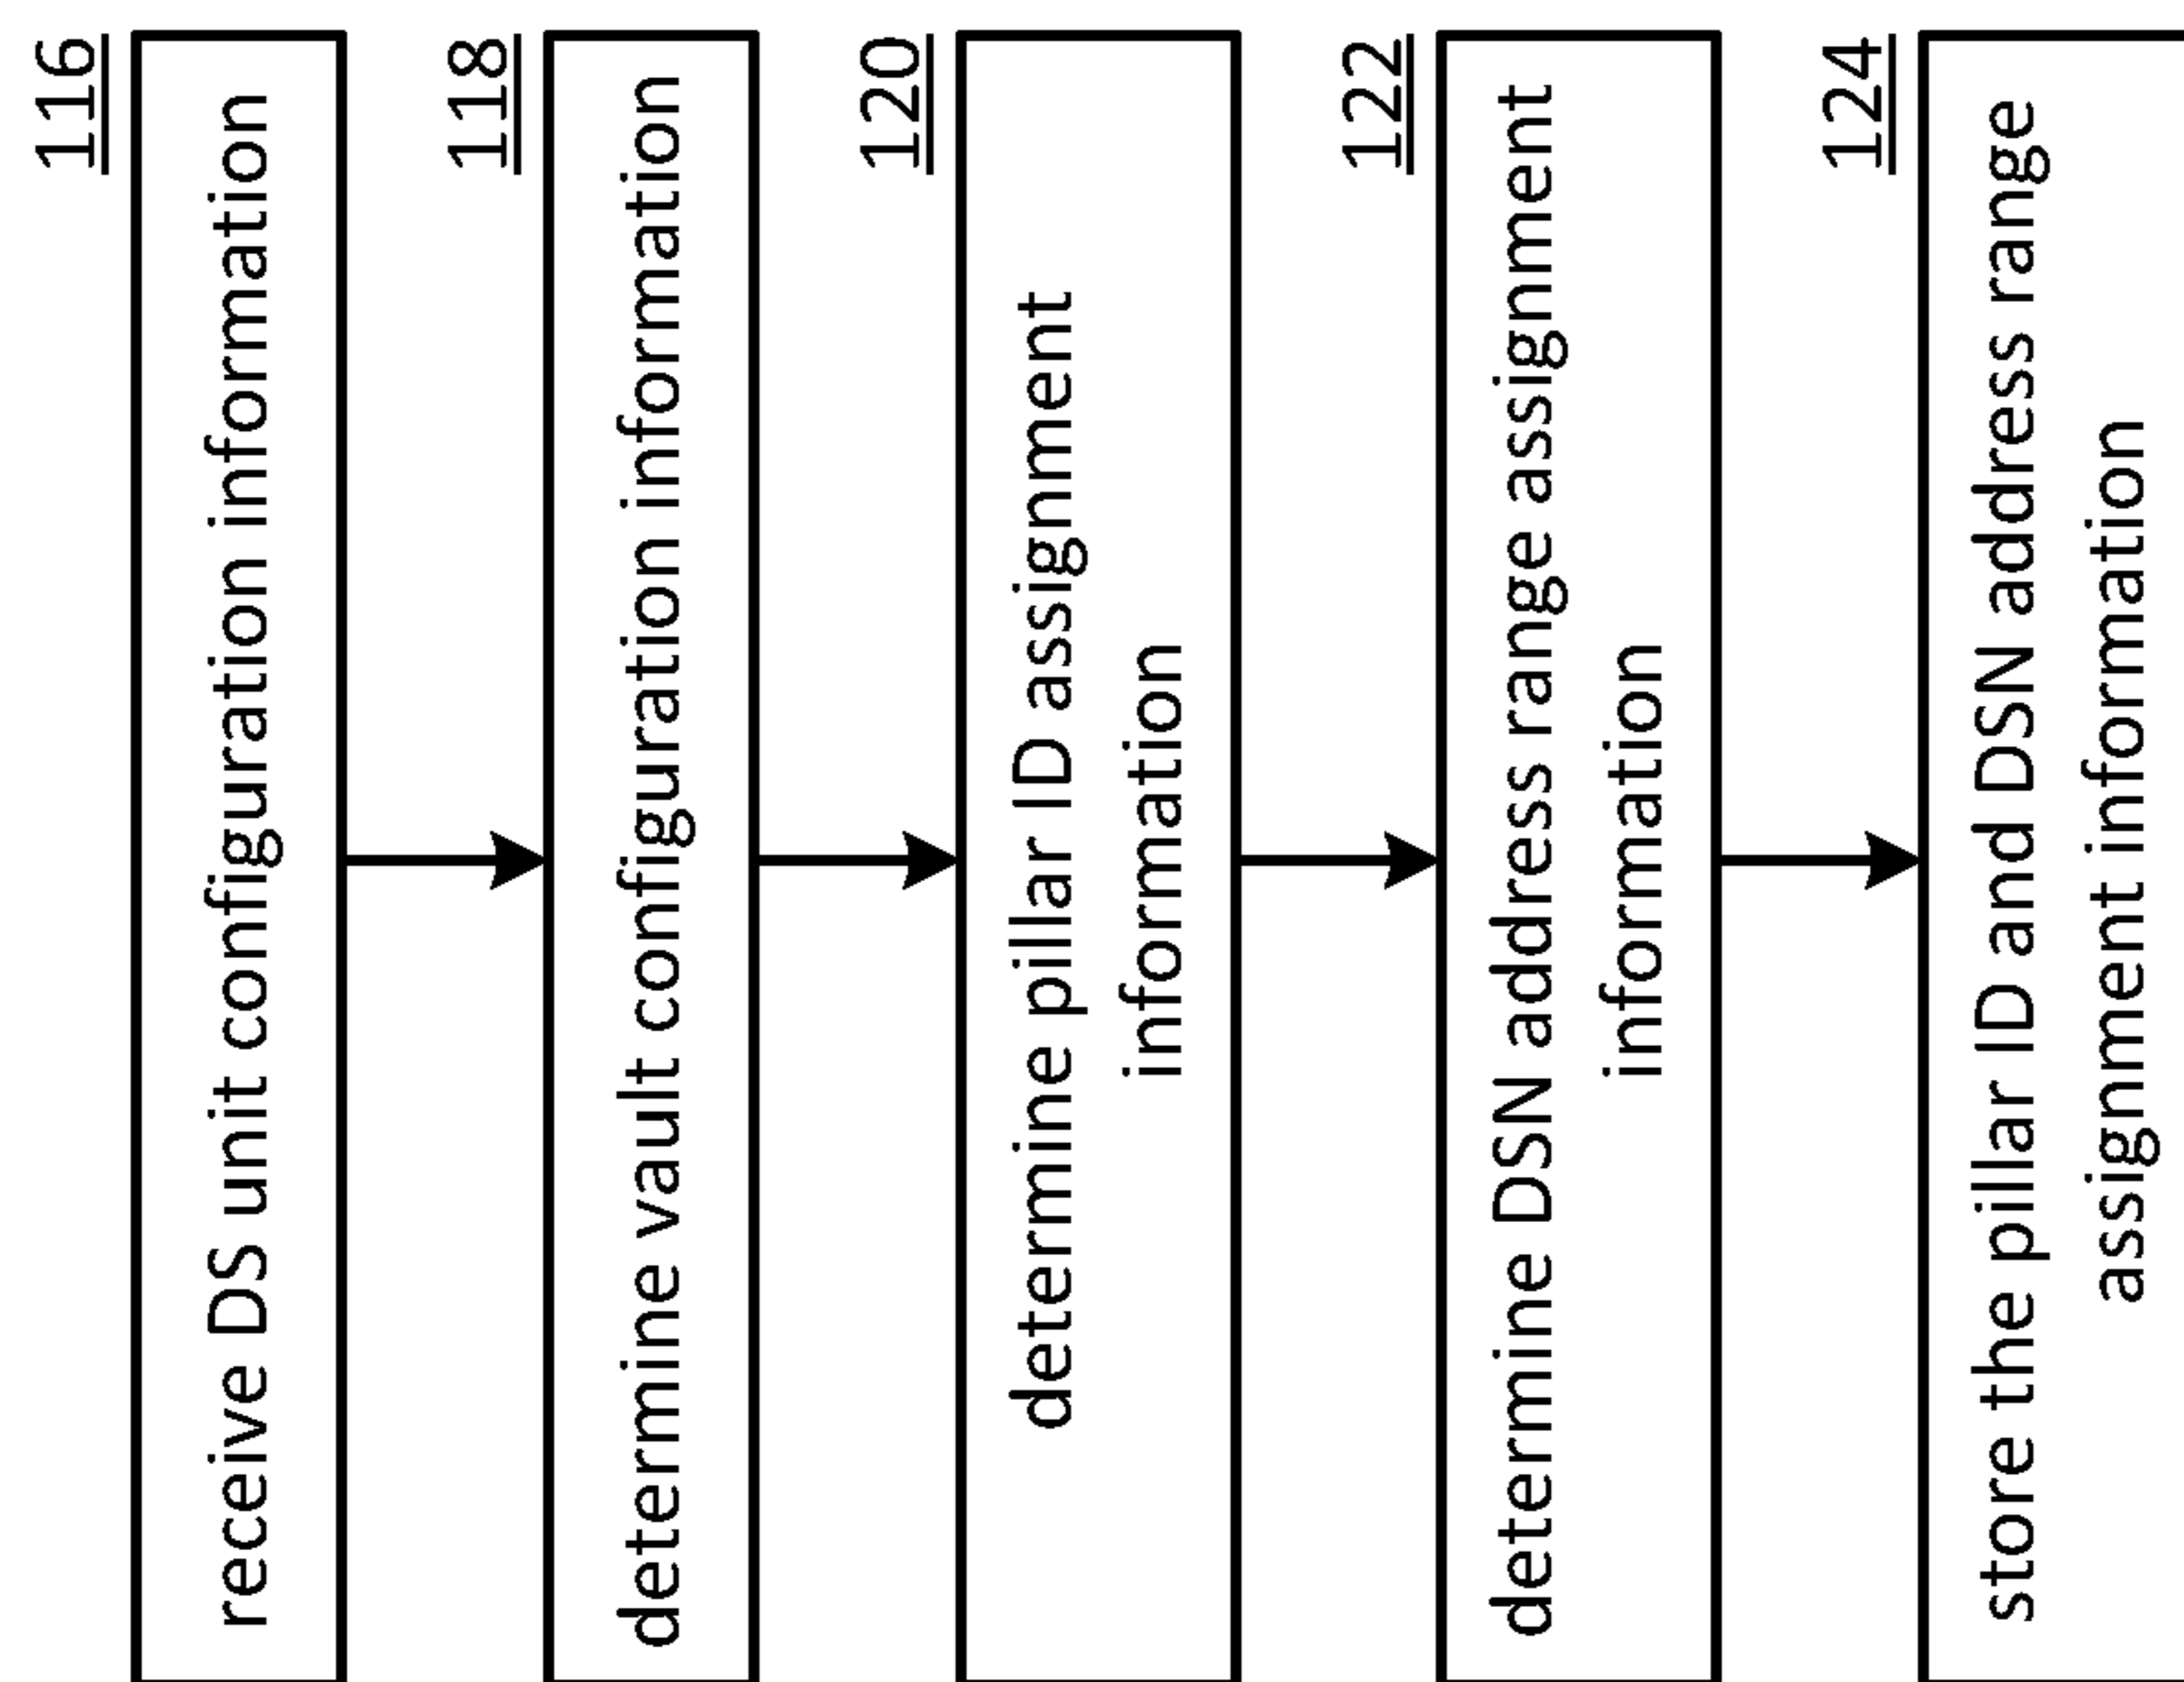 116
receive DS unit configuration information
118
determine vault configuration information
120
determine pillar ID assignment
information
122
determine DSN address range assignment
information
124
store the pillar ID and DSN address range
assignment information